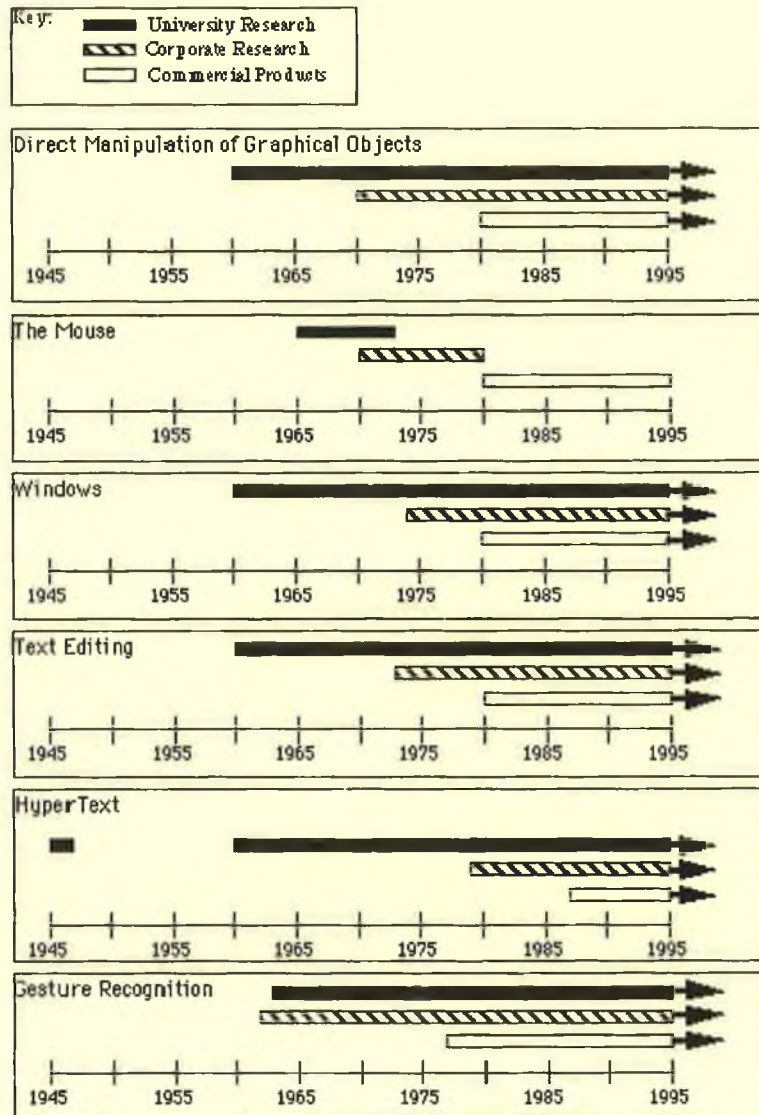 Key:
University Research
Corporate Research
Commercial Products
Direct Manipulation of Graphical Objects
1945 1955 1965 1975 1985 1995
The Mouse
1945 1955 1965 1975 1985 1995
Windows
1945 1955 1965 1975 1985 1995
Text Editing
1945 1955 1965 1975 1985 1995
HyperText
1945 1955 1965 1975 1985 1995
Gesture Recognition
1945 1955 1965 1975 1985 1995